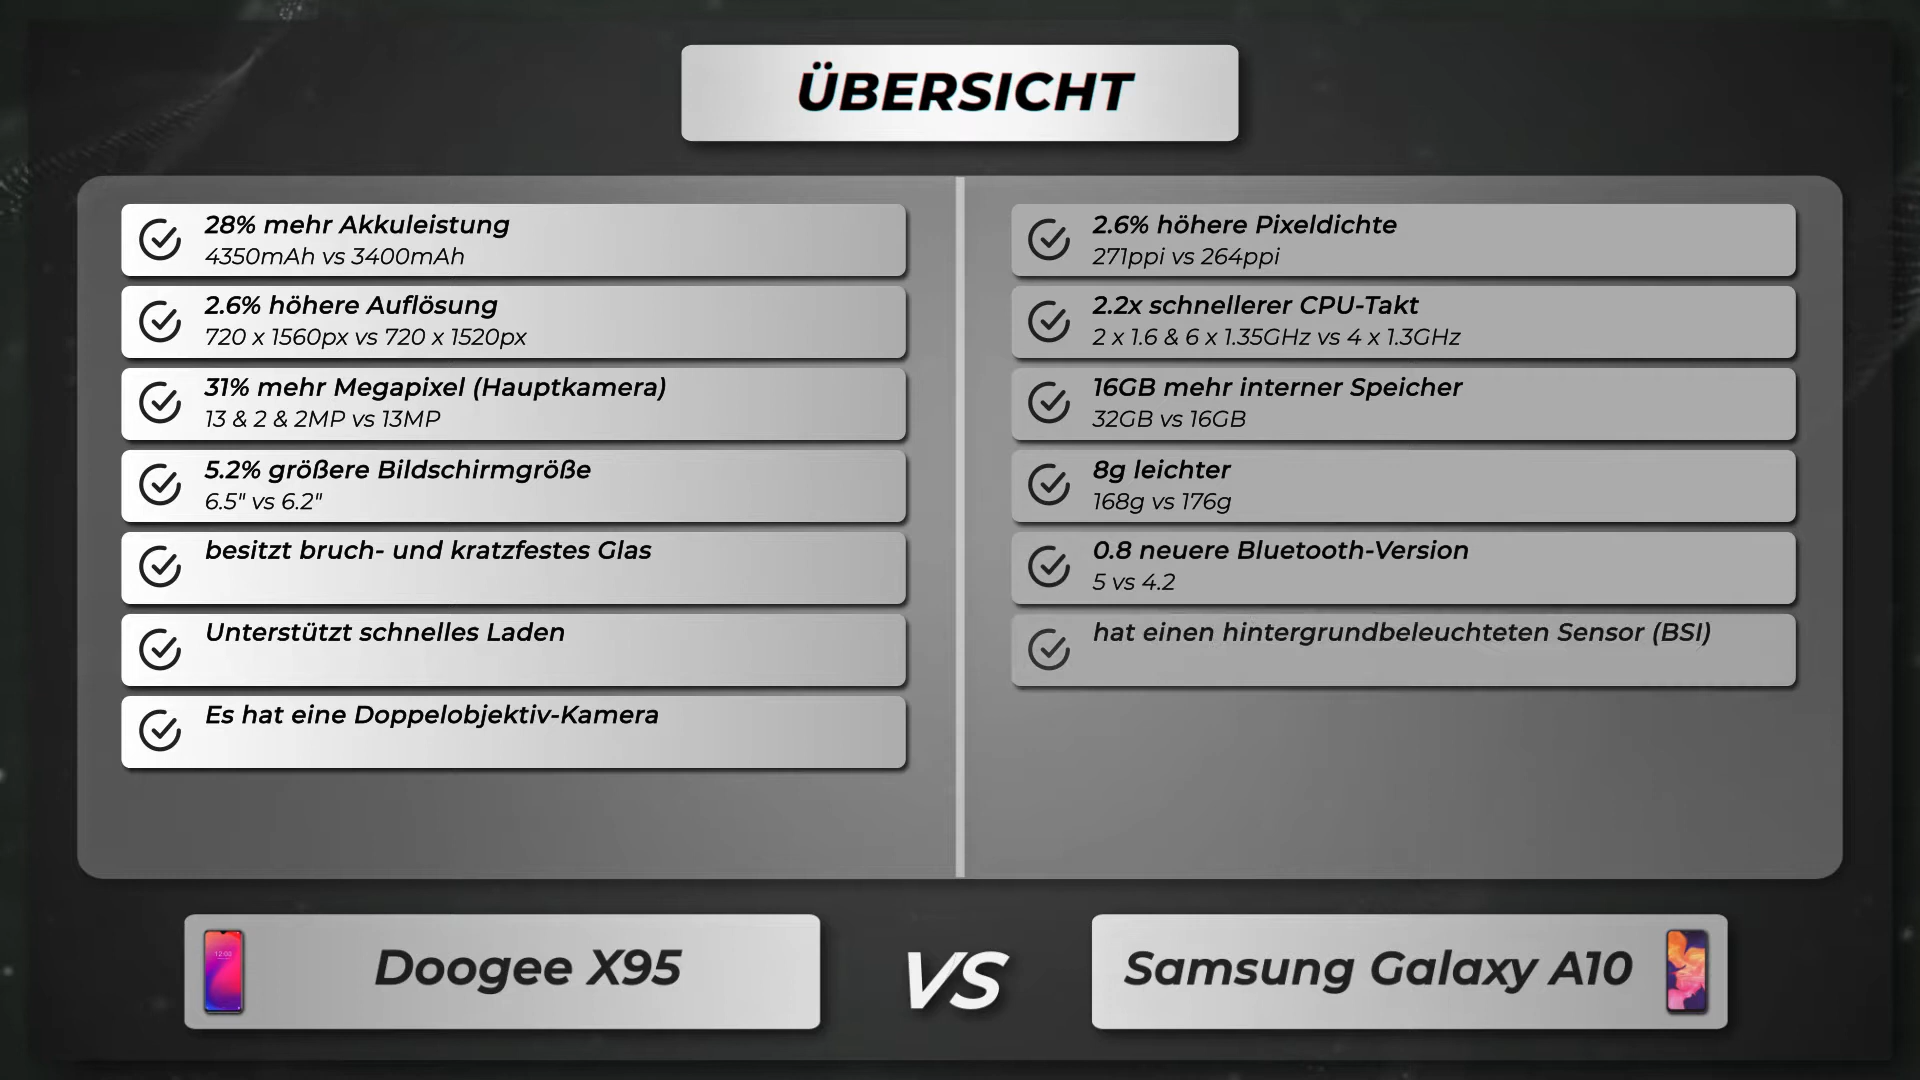 ÜBERSICHT
28% mehr Akkuleistung
4350mAh vs 3400mAh
2.6% höhere Auflösung
720 x 1560px vs 720 x 1520px
31% mehr Megapixel (Hauptkamera)
13 & 2 & 2MP vs 13MP
5.2% größere Bildschirmgröße
6.5" vs 6.2"
besitzt bruch- und kratzfestes Glas
Unterstützt schnelles Laden
Es hat eine Doppelobjektiv-Kamera
2.6% höhere Pixeldichte
271ppi vs 264ppi
2.2x schnellerer CPU-Takt
2 x 1.6 & 6 x 1.35GHz vs 4 x 1.3GHz
16GB mehr interner Speicher
32GB vs 16GB
8g leichter
168g vs 176g
0.8 neuere Bluetooth-Version
5 vs 4.2
hat einen hintergrundbeleuchteten Sensor (BSI)
12:00
Doogee X95
VS
Samsung Galaxy A10